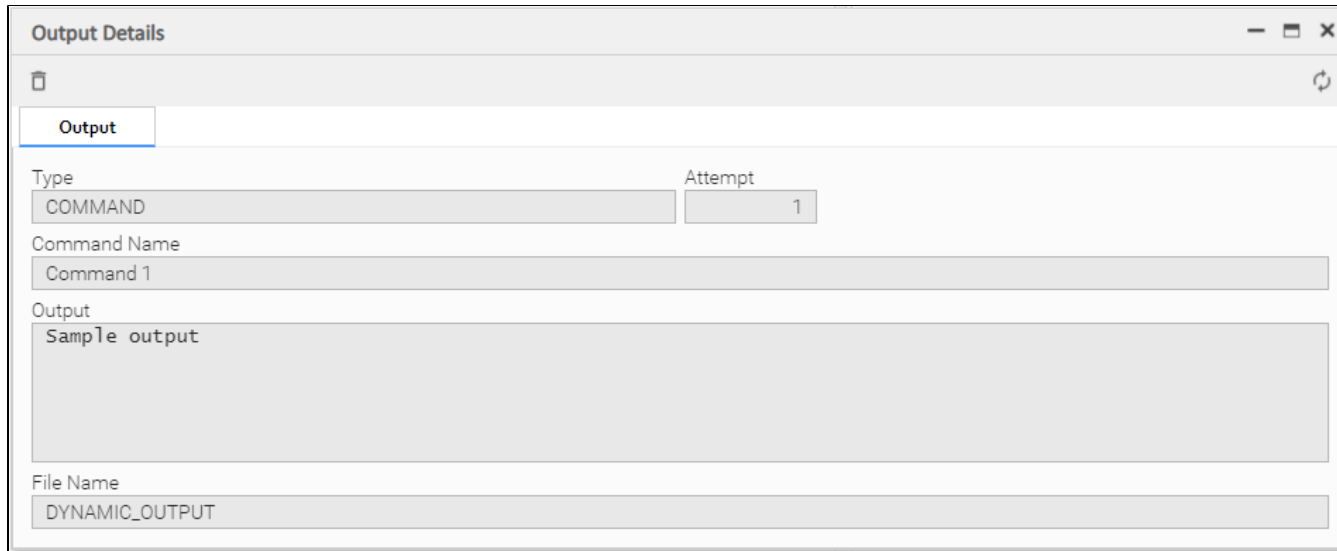 Output Details
Output
Type
Attempt
COMMAND
1
Command Name
Command 1
Output
Sample output
File Name
DYNAMIC_OUTPUT